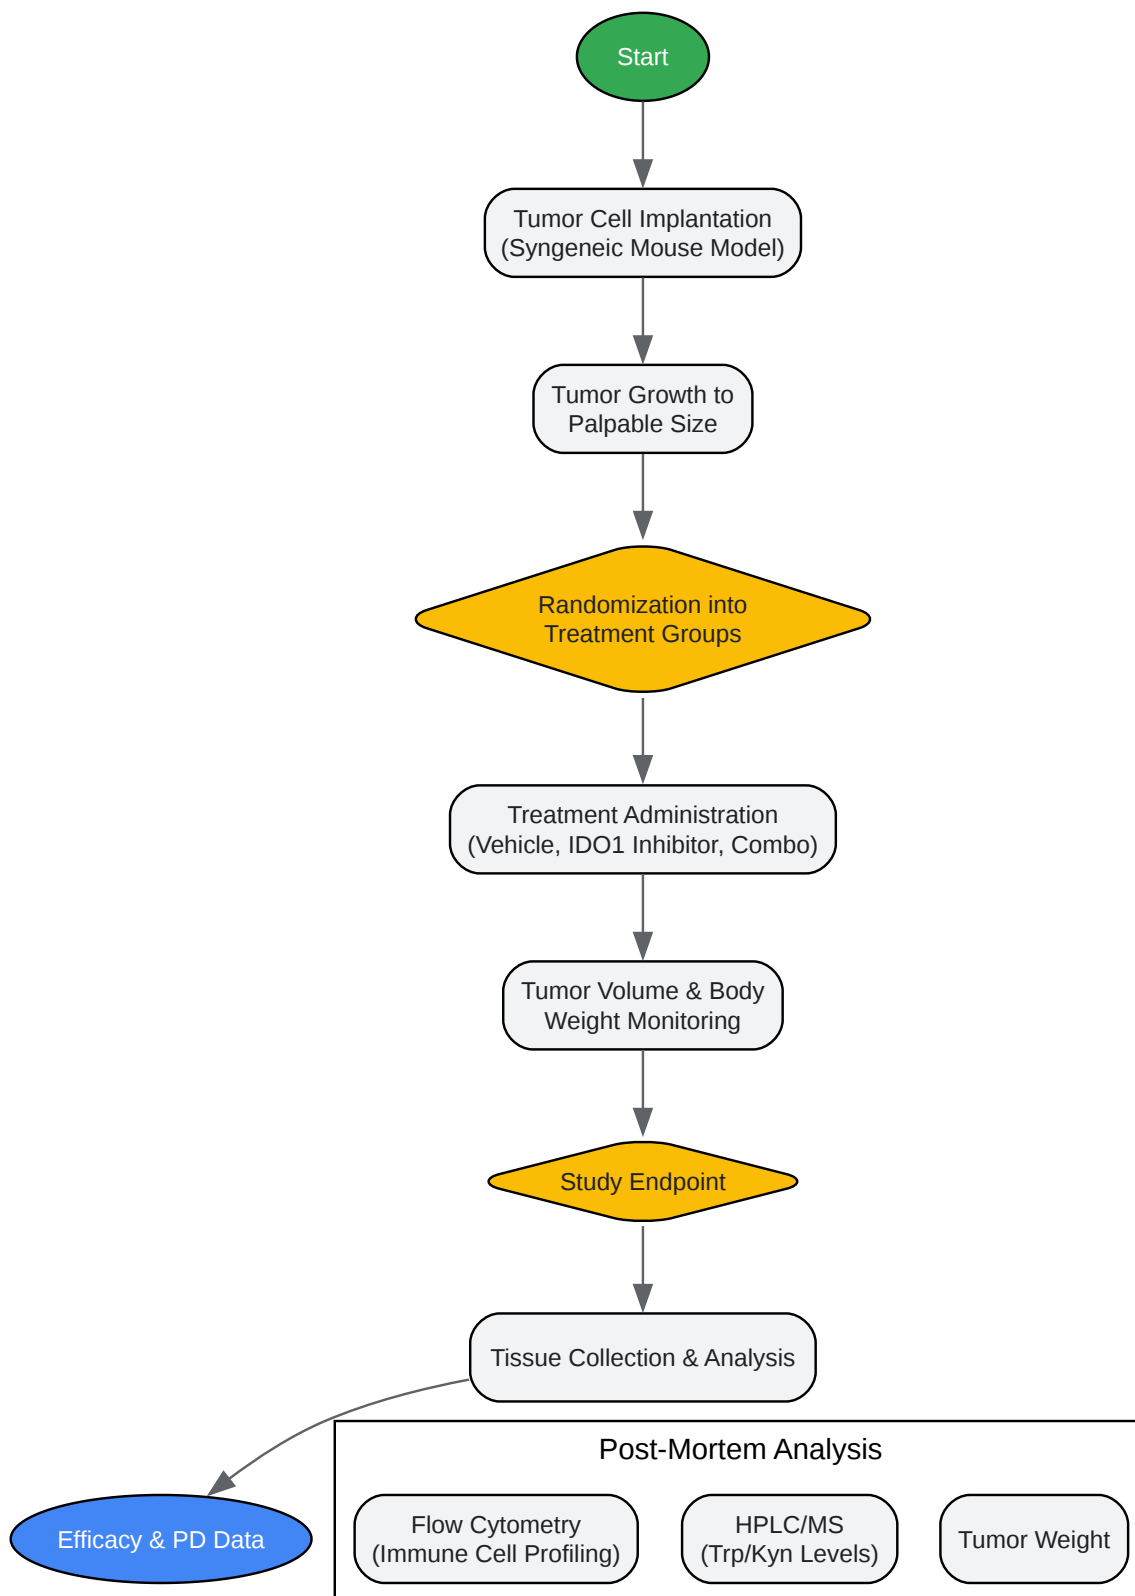 Start
Tumor Cell Implantation
(Syngeneic Mouse Model)
Tumor Growth to
Palpable Size
Randomization into
Treatment Groups
Treatment Administration
(Vehicle, IDO1 Inhibitor, Combo)
Tumor Volume & Body
Weight Monitoring
Study Endpoint
Tissue Collection & Analysis
Post-Mortem Analysis
Efficacy & PD Data
Flow Cytometry
(Immune Cell Profiling)
HPLC/MS
(Trp/Kyn Levels)
Tumor Weight